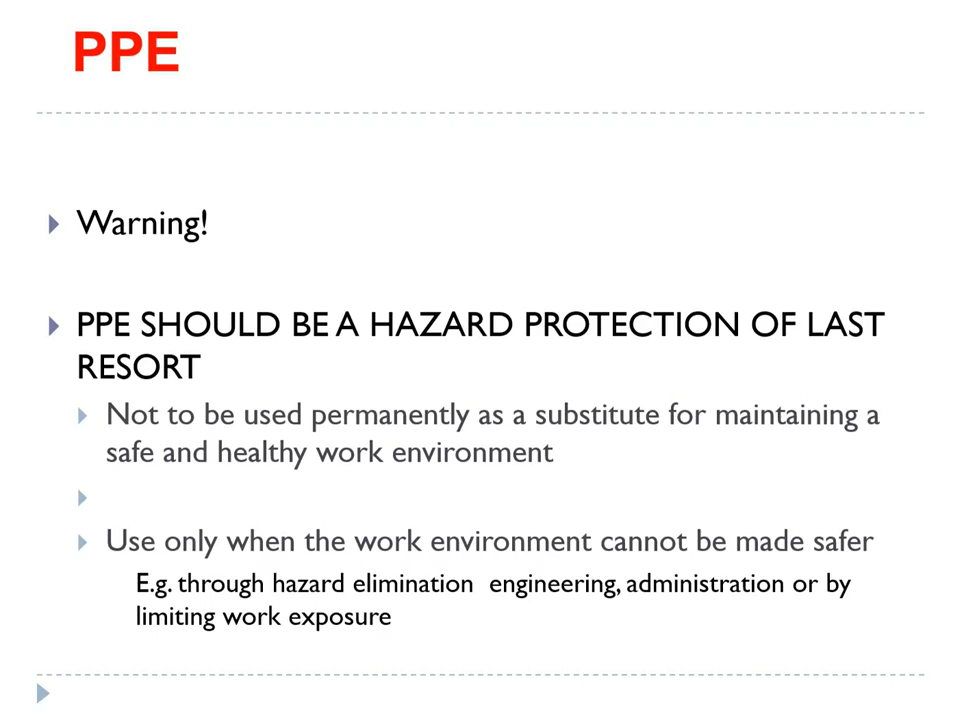 PPE
Warning!
PPE SHOULD BE A HAZARD PROTECTION OF LAST
RESORT
Not to be used permanently as a substitute for maintaining a
safe and healthy work environment
Use only when the work environment cannot be made safer
E.g. through hazard elimination  engineering, administration or by
limiting work exposure